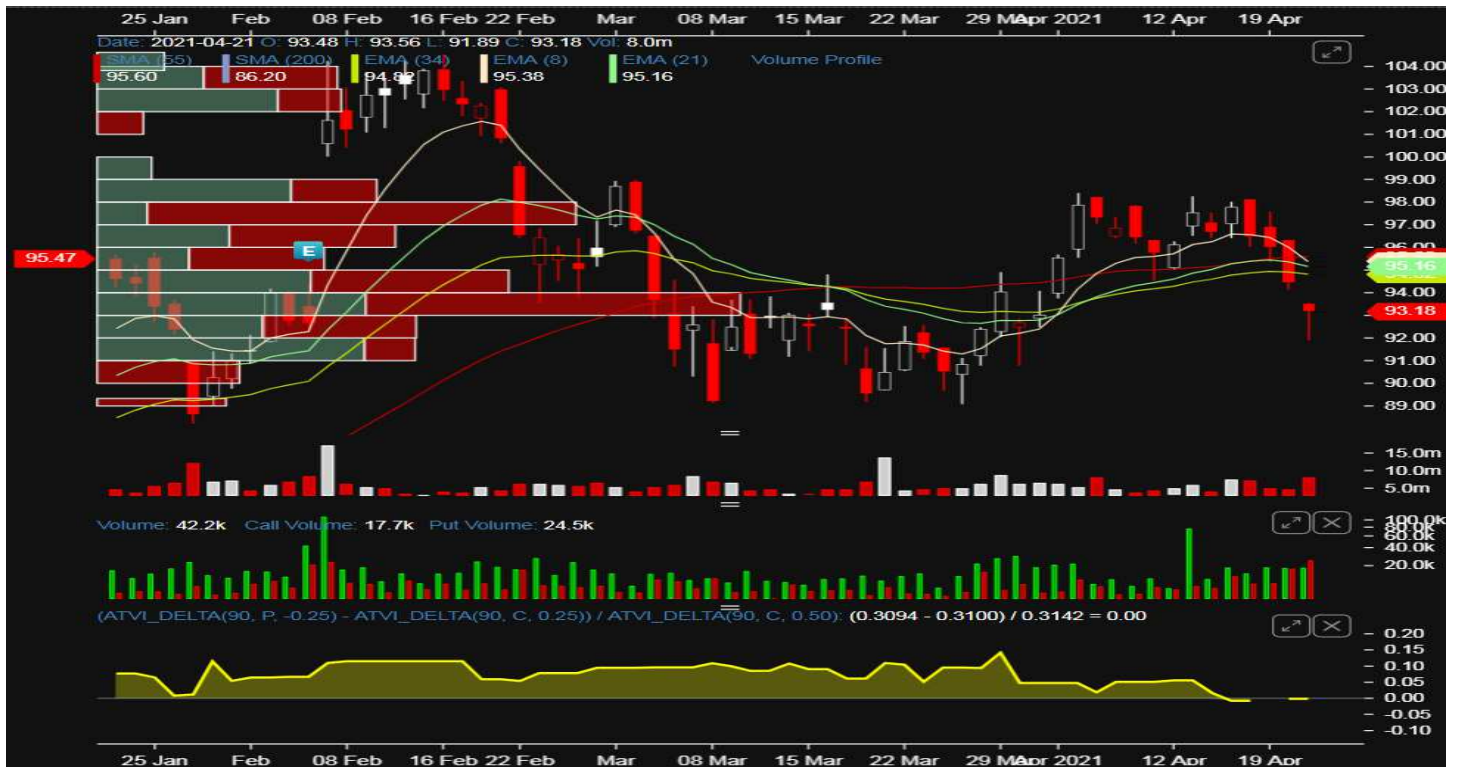 25 Jan Feb 08 Feb 16 Feb 22 Feb Mar 08 Mar 15 Mar 22 Mar 29 Mar Apr 2021 12 Apr 19 Apr
Date: 2021-04-21 O: 93.48 H: 93.56 L: 91.89 C: 93.18 Vol: 8.0m
SMA (55) SMA (200) EMA (34) EMA (8) EMA (21) Volume Profile
95.60 86.20 94.82 95.38 95.16
104.00
103.00
102.00
101.00
100.00
99.00
98.00
97.00
96.00
E
95.47
95.16
94.00
93.18
92.00
91.00
90.00
89.00
15.0m
10.0m
5.0m
Volume: 42.2k Call Volume: 17.7k Put Volume: 24.5k
100.0k
80.0k
60.0k
40.0k
20.0k
(ATVI_DELTA(90, P, -0.25) - ATVI_DELTA(90, C, 0.25)) / ATVI_DELTA(90, C, 0.50): (0.3094 - 0.3100) / 0.3142 = 0.00
0.20
0.15
0.10
0.05
0.00
-0.05
-0.10
25 Jan Feb 08 Feb 16 Feb 22 Feb Mar 08 Mar 15 Mar 22 Mar 29 Mar Apr 2021 12 Apr 19 Apr